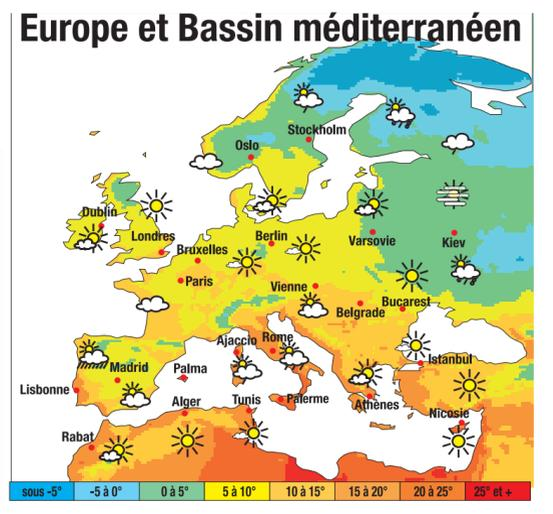 Europe et Bassin méditerranéen
Stockholm
Oslo
Dublin
Londres
Berlin
Varsovie
Kiev
Bruxelles
Paris
Vienne
Bucarest
Belgrade
Ajaccio
Rome
Istanbul
Madrid
Palma
Lisbonne
Alger
Tunis
Palerme
Athènes
Nicosie
Rabat
sous -5° -5 à 0° 0 à 5° 5 à 10° 10 à 15° 15 à 20° 20 à 25° 25° et +